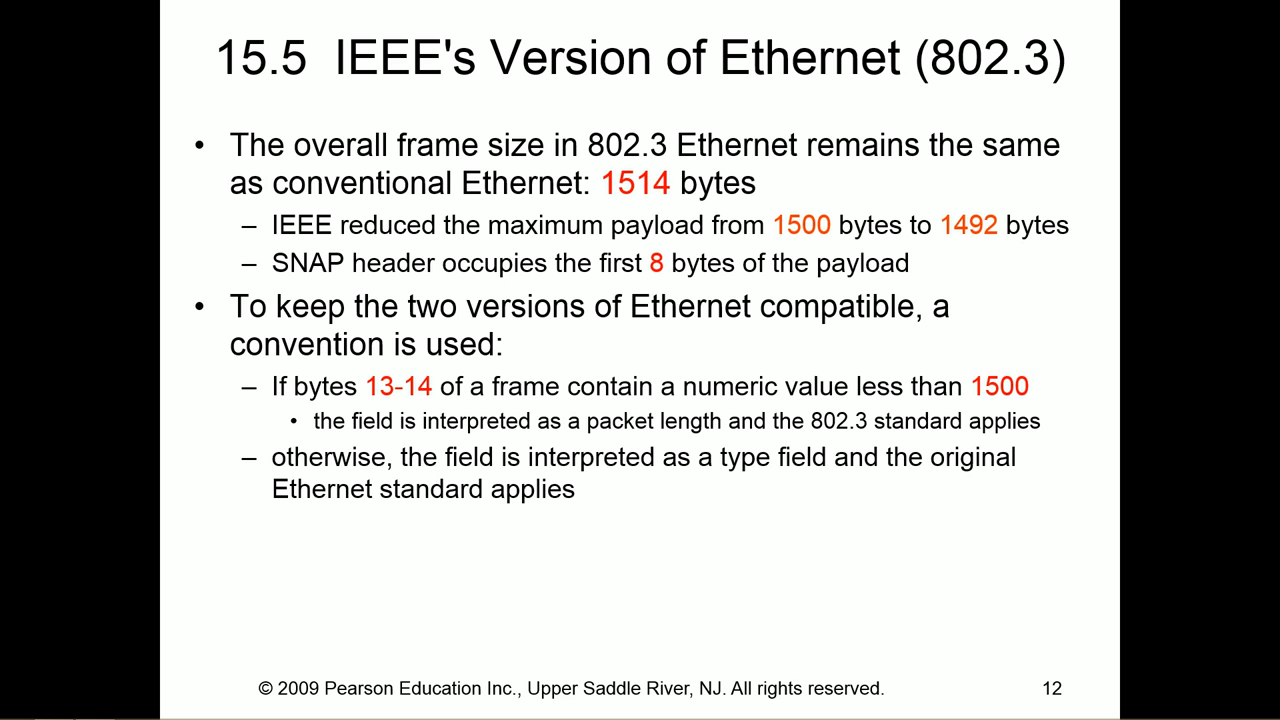 15.5 IEEE's Version of Ethernet (802.3)
• The overall frame size in 802.3 Ethernet remains the same
as conventional Ethernet: 1514 bytes
– IEEE reduced the maximum payload from 1500 bytes to 1492 bytes
– SNAP header occupies the first 8 bytes of the payload
• To keep the two versions of Ethernet compatible, a
convention is used:
– If bytes 13-14 of a frame contain a numeric value less than 1500
• the field is interpreted as a packet length and the 802.3 standard applies
– otherwise, the field is interpreted as a type field and the original
Ethernet standard applies
© 2009 Pearson Education Inc., Upper Saddle River, NJ. All rights reserved.
12